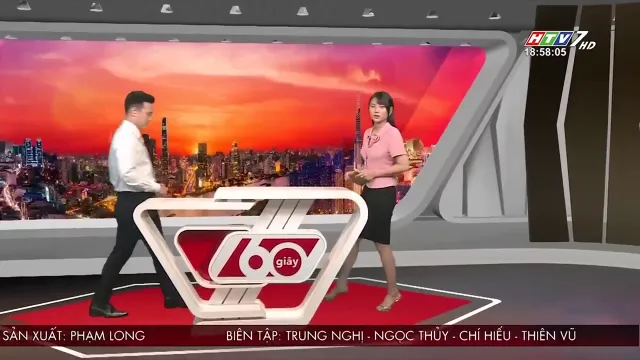 HTV7 HD
18:58:05
60 giây
SẢN XUẤT: PHẠM LONG BIÊN TẬP: TRUNG NGHỊ - NGỌC THỦY - CHÍ HIẾU - THIÊN VŨ